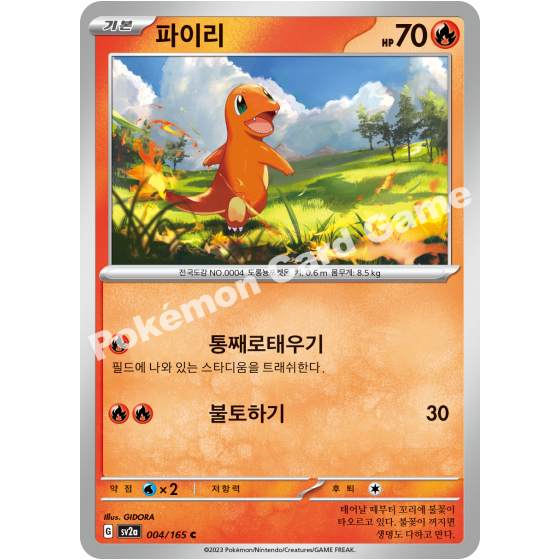 기본 파이리 HP 70
전국도감 NO.0004 도롱뇽포켓몬 키: 0.6 m 몸무게: 8.5 kg
통째로태우기
필드에 나와 있는 스타디움을 트래쉬한다.
불토하기 30
약점 ×2 저항력 후퇴
Illus. GIDORA
G sv2a 004/165 C
태어날 때부터 꼬리에 불꽃이
타오르고 있다. 불꽃이 꺼지면
생명도 다하고 만다.
©2023 Pokémon/Nintendo/Creatures/GAME FREAK.
Pokémon Card Game